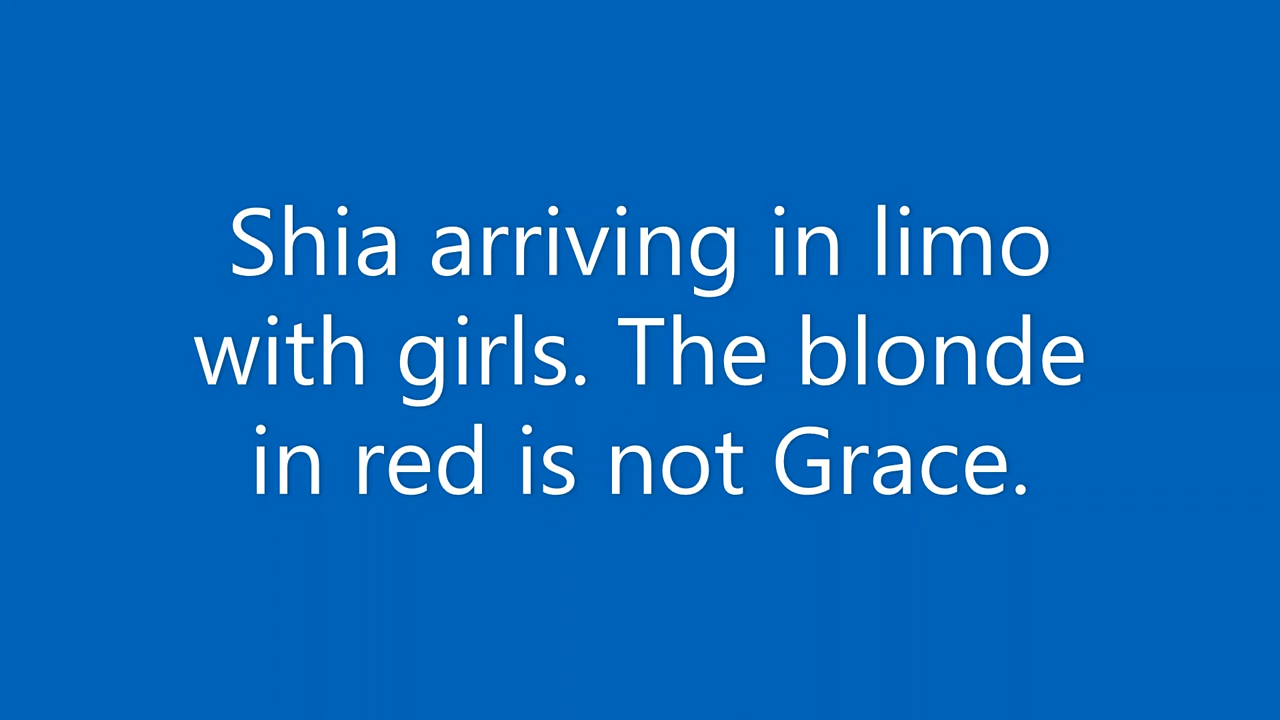 Shia arriving in limo
with girls. The blonde
in red is not Grace.